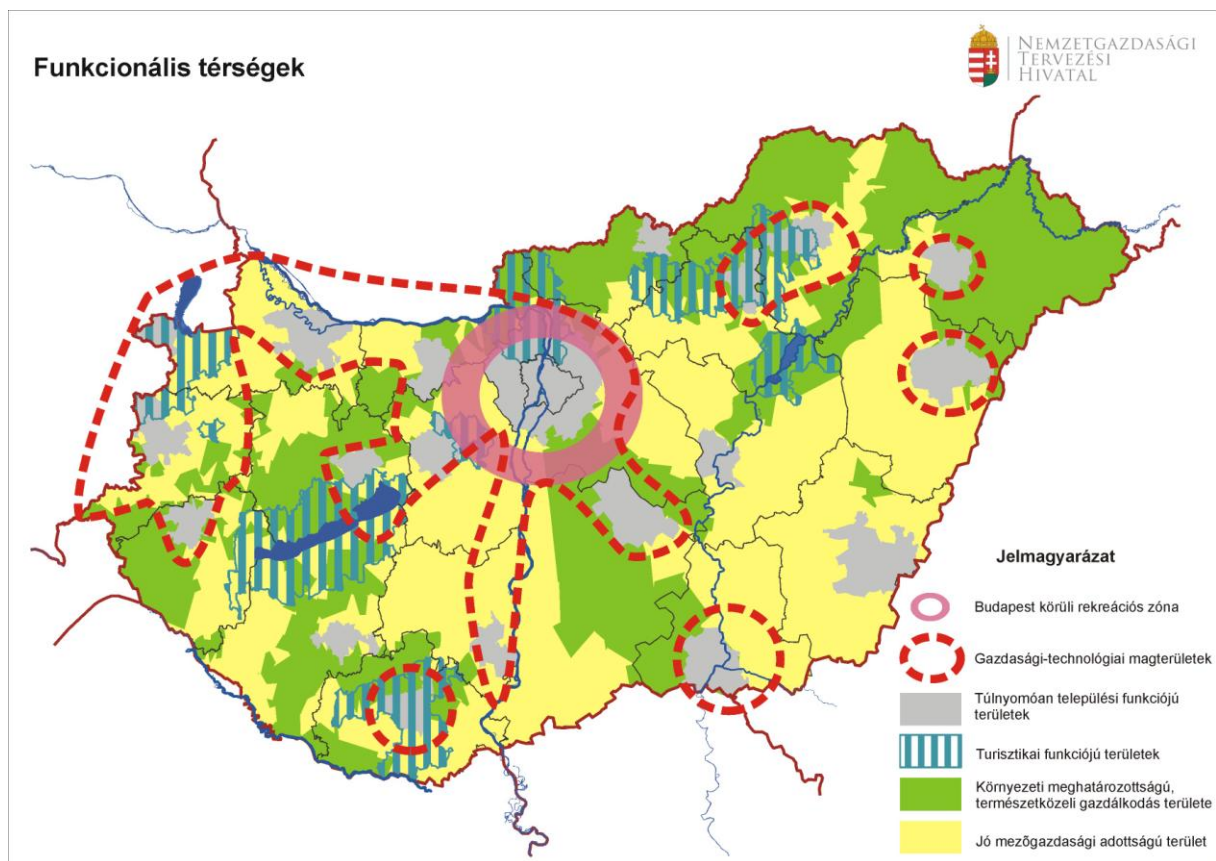 Funkcionális térségek
NEMZETGAZDASÁGI
TERVEZÉSI
HIVATAL
Jelmagyarázat
Budapest körüli rekreációs zóna
Gazdasági-technológiai magterületek
Túlnyomóan települési funkciójú
területek
Turisztikai funkciójú területek
Környezeti meghatározottságú,
természetközeli gazdálkodás területe
Jó mezõgazdasági adottságú terület